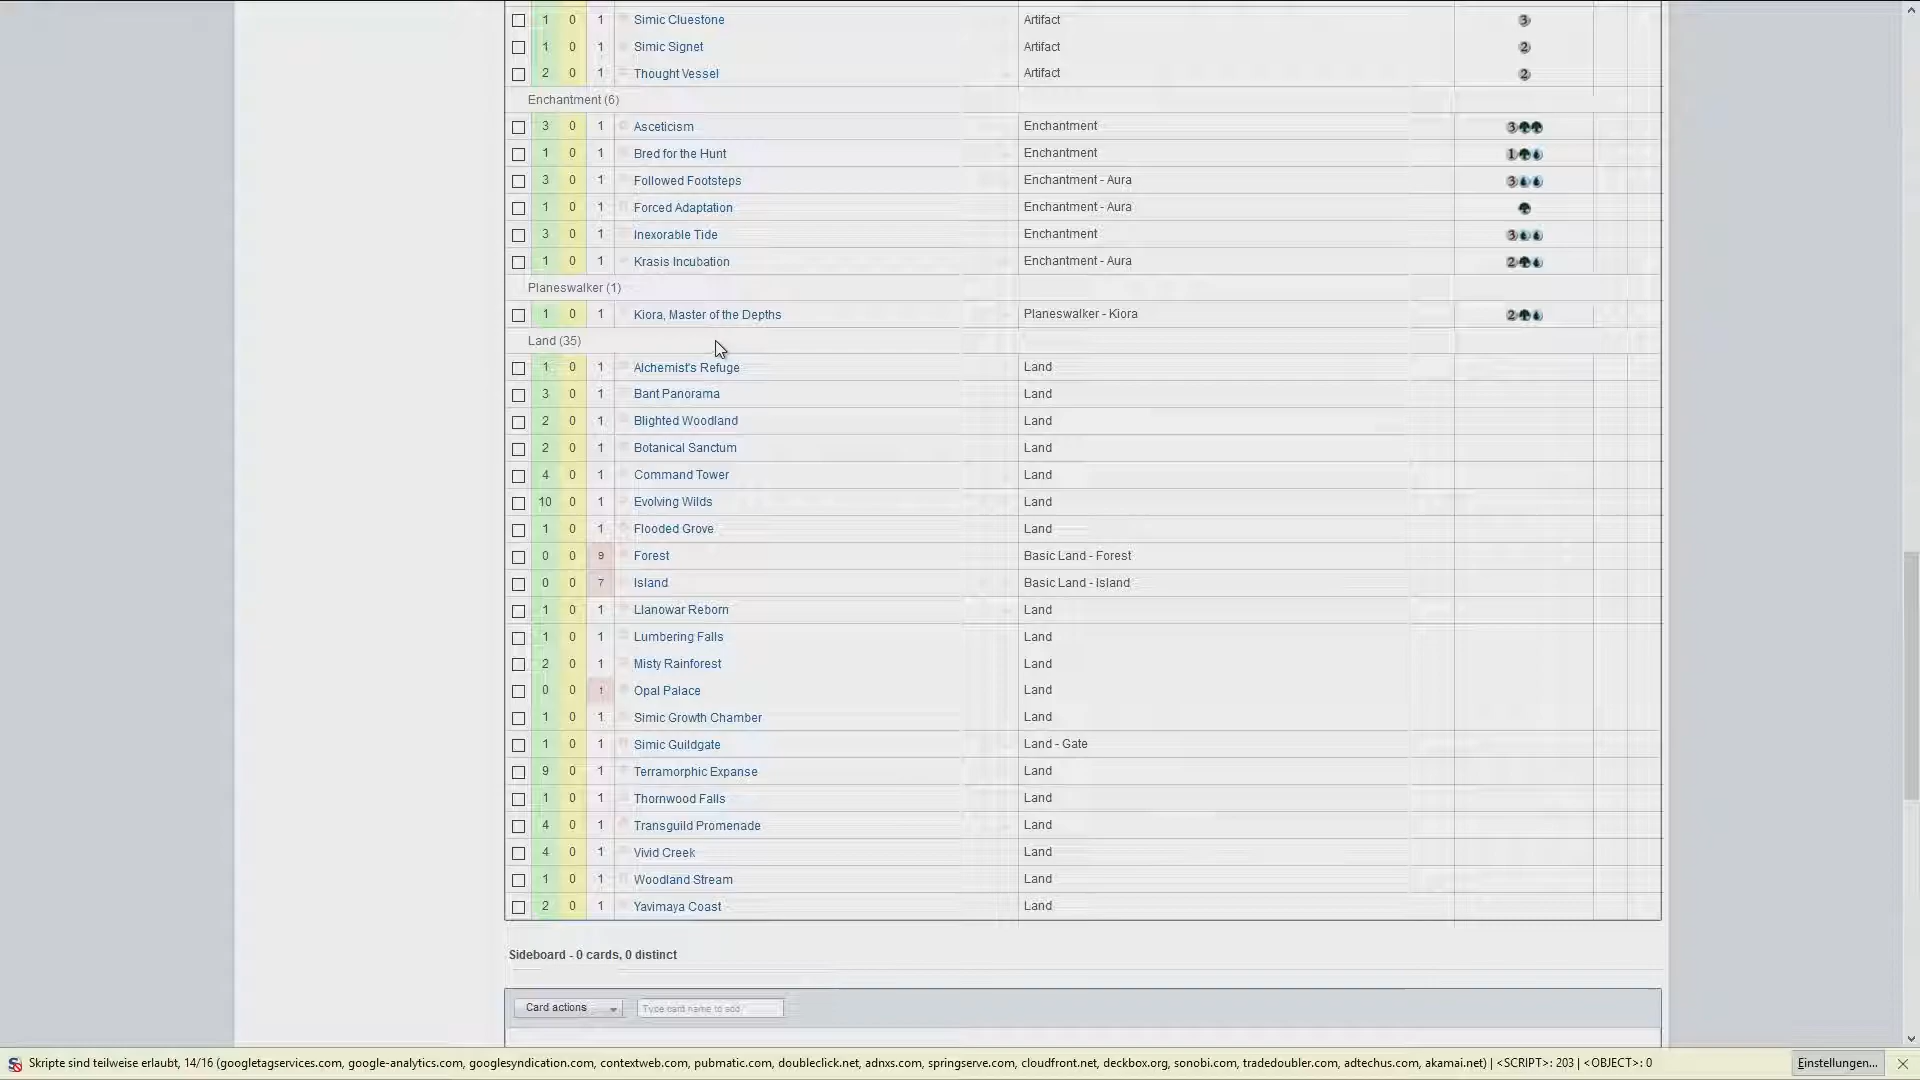 1 0 1 Simic Cluestone Artifact 3
1 0 1 Simic Signet Artifact 2
2 0 1 Thought Vessel Artifact 2
Enchantment (6)
3 0 1 Asceticism Enchantment 3
1 0 1 Bred for the Hunt Enchantment 1
3 0 1 Followed Footsteps Enchantment - Aura 3
1 0 1 Forced Adaptation Enchantment - Aura
3 0 1 Inexorable Tide Enchantment 3
1 0 1 Krasis Incubation Enchantment - Aura 2
Planeswalker (1)
1 0 1 Kiora, Master of the Depths Planeswalker - Kiora 2
Land (35)
1 0 1 Alchemist's Refuge Land
3 0 1 Bant Panorama Land
2 0 1 Blighted Woodland Land
2 0 1 Botanical Sanctum Land
4 0 1 Command Tower Land
10 0 1 Evolving Wilds Land
1 0 1 Flooded Grove Land
0 0 9 Forest Basic Land - Forest
0 0 7 Island Basic Land - Island
1 0 1 Llanowar Reborn Land
1 0 1 Lumbering Falls Land
2 0 1 Misty Rainforest Land
0 0 1 Opal Palace Land
1 0 1 Simic Growth Chamber Land
1 0 1 Simic Guildgate Land - Gate
9 0 1 Terramorphic Expanse Land
1 0 1 Thornwood Falls Land
4 0 1 Transguild Promenade Land
4 0 1 Vivid Creek Land
1 0 1 Woodland Stream Land
2 0 1 Yavimaya Coast Land
Sideboard - 0 cards, 0 distinct
Card actions Type card name to add
Skripte sind teilweise erlaubt, 14/16 (googletagservices.com, google-analytics.com, googlesyndication.com, contextweb.com, pubmatic.com, doubleclick.net, adnxs.com, springserve.com, cloudfront.net, deckbox.org, sonobi.com, tradedoubler.com, adtechus.com, akamai.net) | <SCRIPT>: 203 | <OBJECT>: 0 Einstellungen...